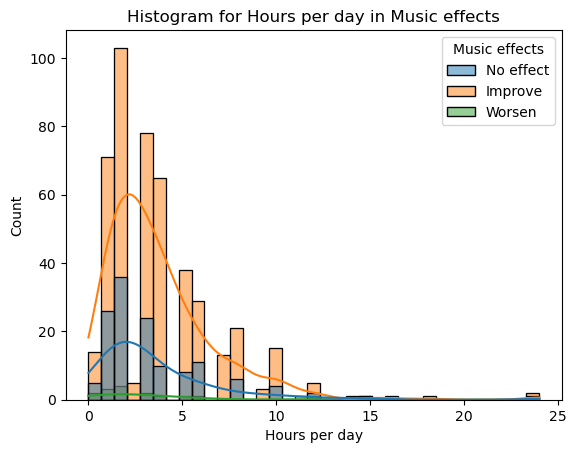 Histogram for Hours per day in Music effects
Music effects
No effect
Improve
Worsen
Count
100
80
60
40
20
0
0 5 10 15 20 25
Hours per day